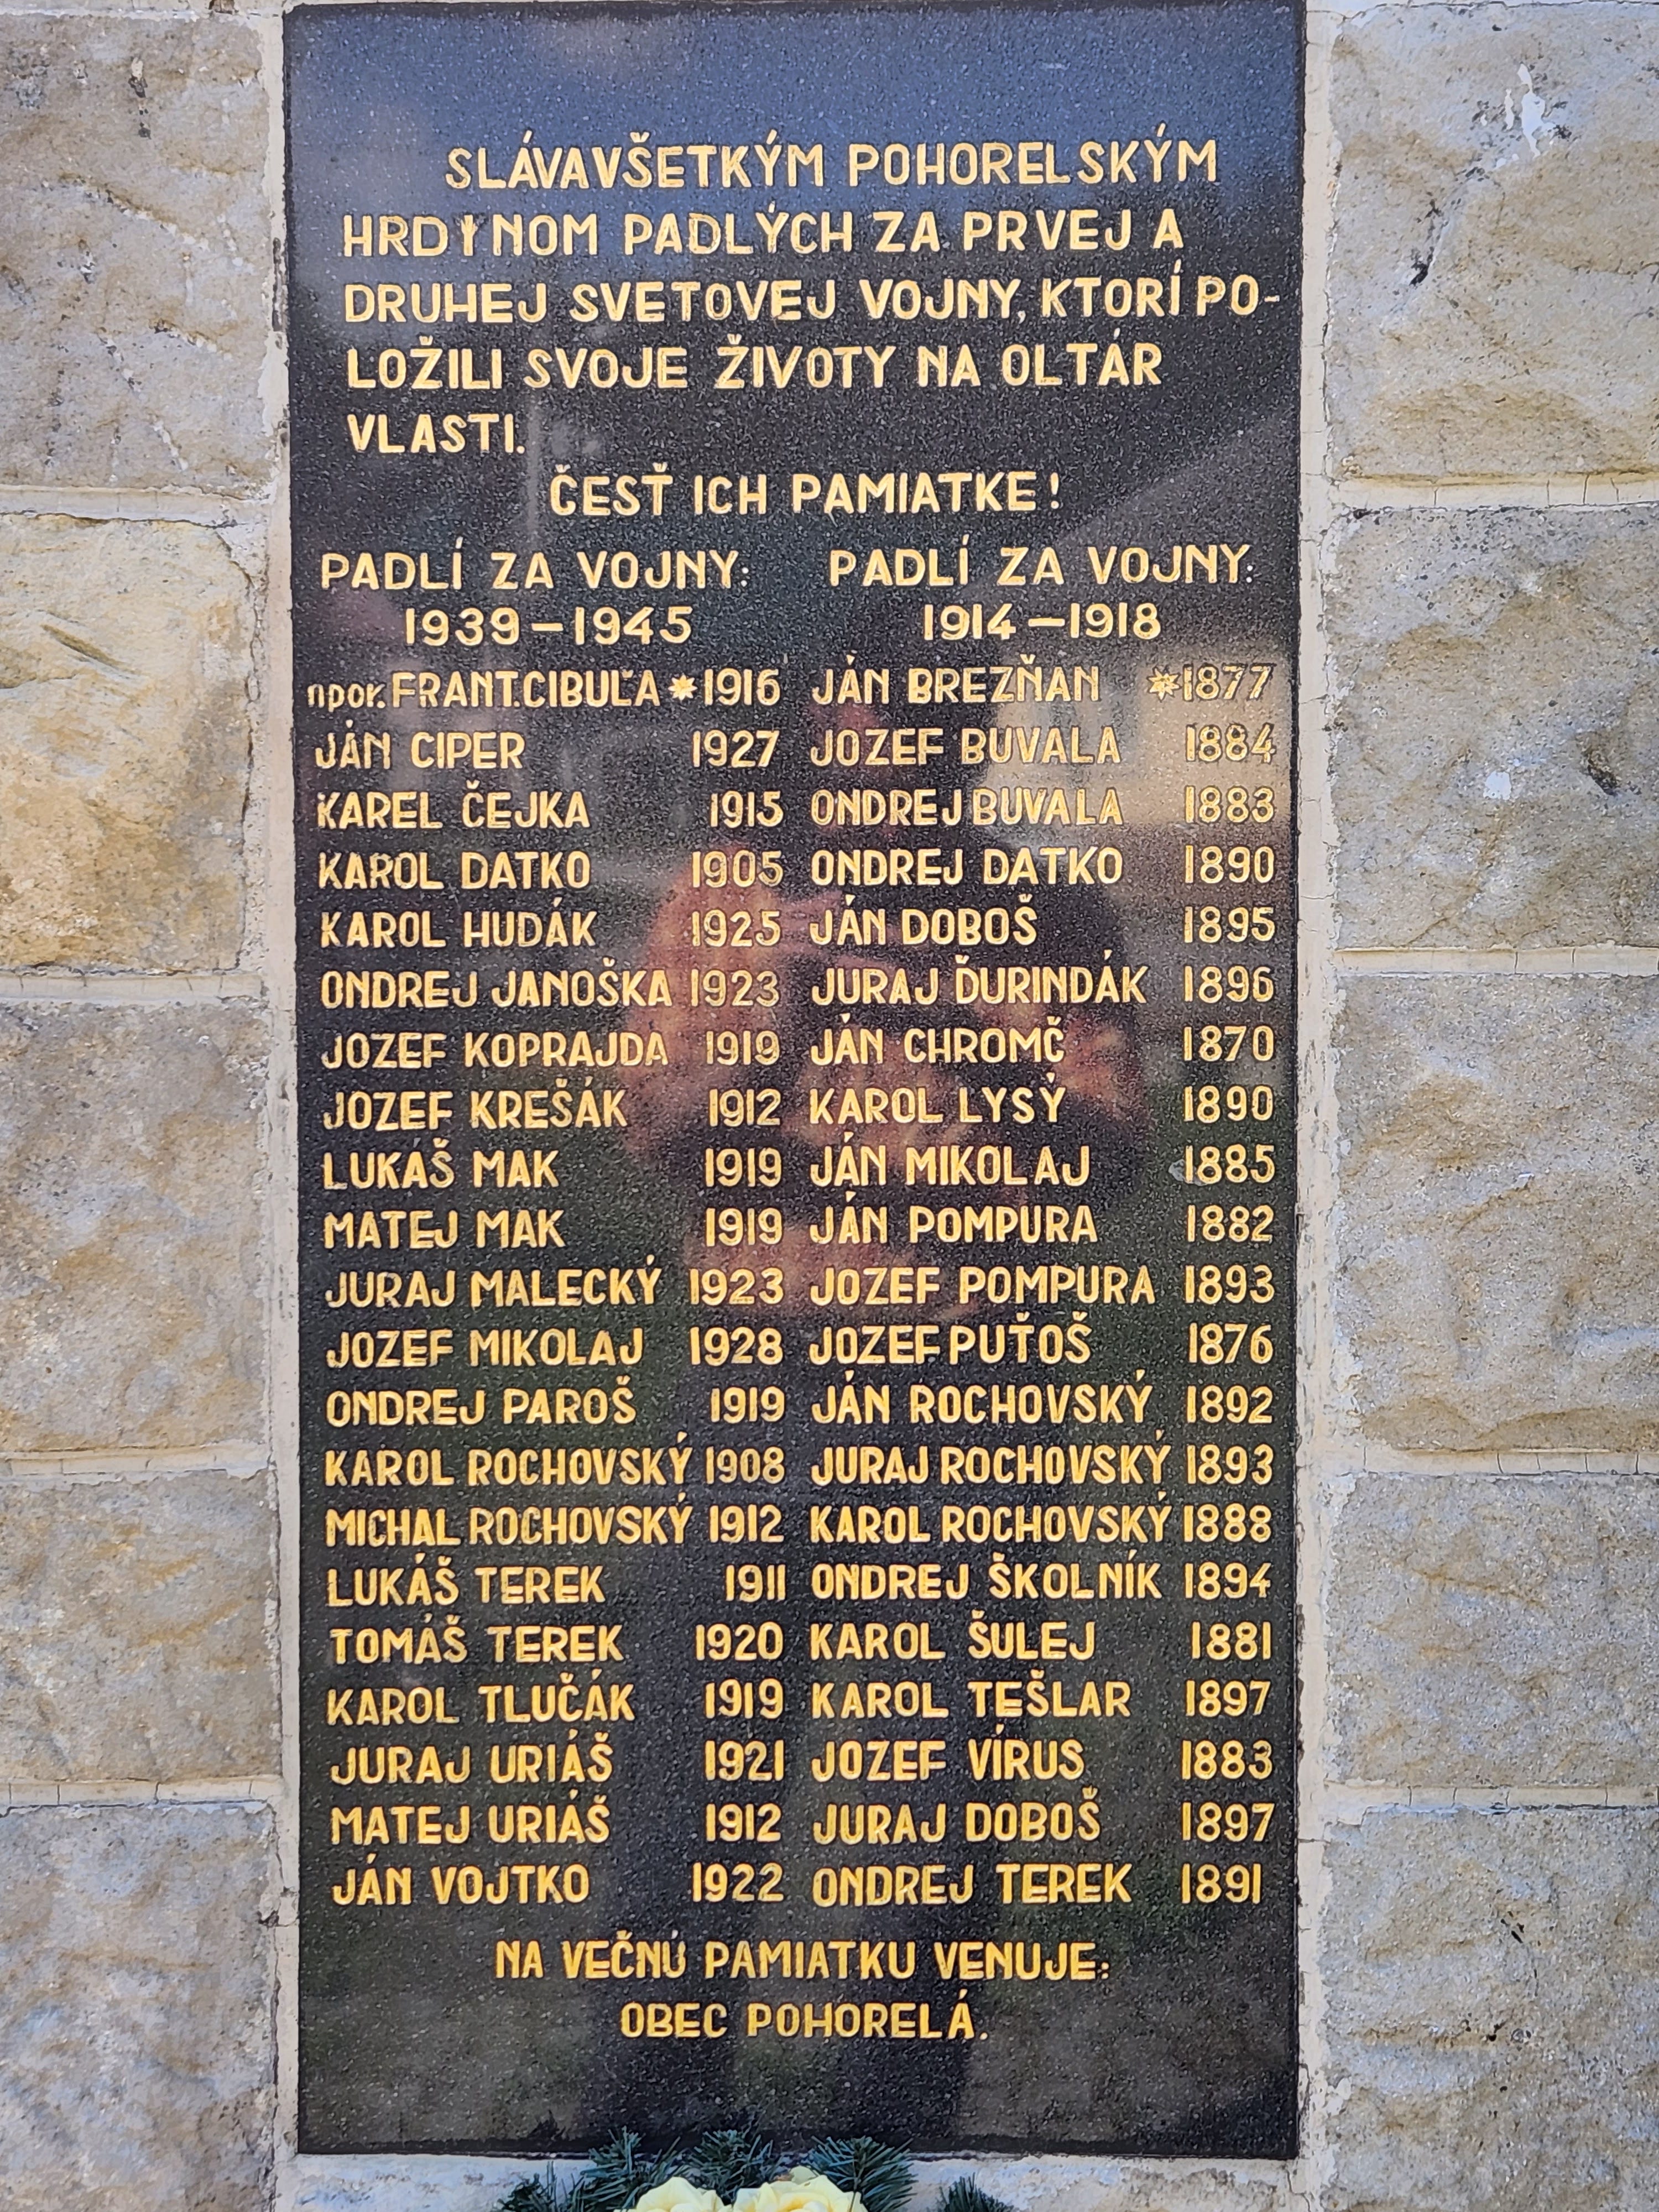 SLÁVA VŠETKÝM POHORELSKÝM
HRDYNOM PADLÝCH ZA PRVEJ A
DRUHEJ SVETOVEJ VOJNY, KTORÍ PO-
LOŽILI SVOJE ŽIVOTY NA OLTÁR
VLASTI.
ČESŤ ICH PAMIATKE!
PADLÍ ZA VOJNY: PADLÍ ZA VOJNY:
1939-1945 1914-1918
npor. FRANT. CIBUĽA *1916 JÁN BREZŇAN *1877
JÁN CIPER 1927 JOZEF BUVALA 1884
KAREL ČEJKA 1915 ONDREJ BUVALA 1883
KAROL DATKO 1905 ONDREJ DATKO 1890
KAROL HUDÁK 1925 JÁN DOBOŠ 1895
ONDREJ JANOŠKA 1923 JURAJ ĎURINDÁK 1896
JOZEF KOPRAJDA 1919 JÁN CHROMČ 1870
JOZEF KREŠÁK 1912 KAROL LYSÝ 1890
LUKÁŠ MAK 1919 JÁN MIKOLAJ 1885
MATEJ MAK 1919 JÁN POMPURA 1882
JURAJ MALECKÝ 1923 JOZEF POMPURA 1893
JOZEF MIKOLAJ 1928 JOZEF PUŤOŠ 1876
ONDREJ PAROŠ 1919 JÁN ROCHOVSKÝ 1892
KAROL ROCHOVSKÝ 1908 JURAJ ROCHOVSKÝ 1893
MICHAL ROCHOVSKÝ 1912 KAROL ROCHOVSKÝ 1888
LUKÁŠ TEREK 1911 ONDREJ ŠKOLNÍK 1894
TOMÁŠ TEREK 1920 KAROL ŠULEJ 1881
KAROL TLUČÁK 1919 KAROL TEŠLAR 1897
JURAJ URIÁŠ 1921 JOZEF VÍRUS 1883
MATEJ URIÁŠ 1912 JURAJ DOBOŠ 1897
JÁN VOJTKO 1922 ONDREJ TEREK 1891
NA VEČNÚ PAMIATKU VENUJE:
OBEC POHORELÁ.